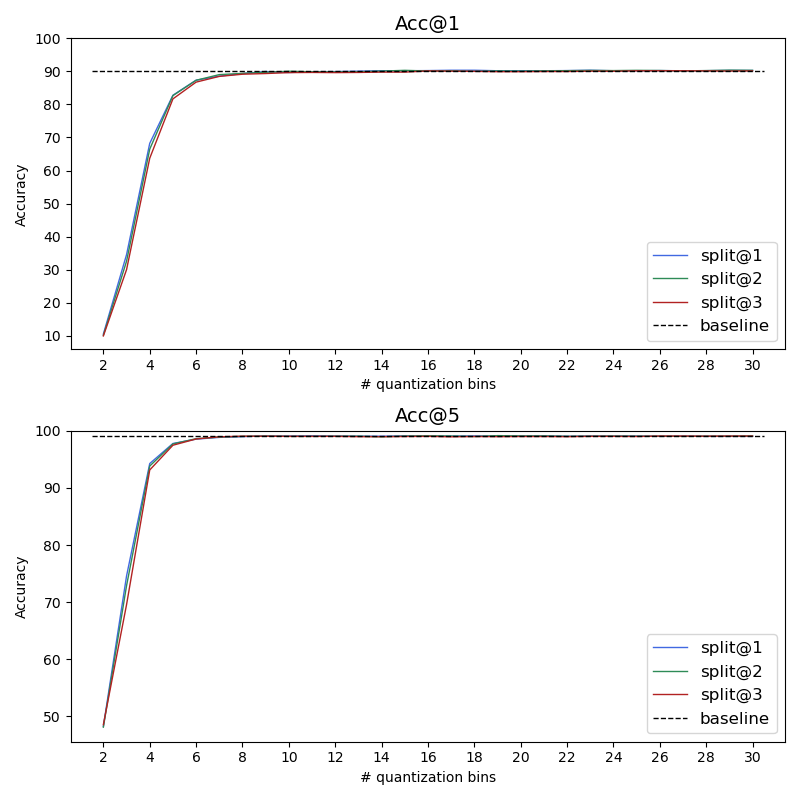 Acc@1
100
90
80
70
60
50
40
30
20
10
Accuracy
split@1
split@2
split@3
baseline
2 4 6 8 10 12 14 16 18 20 22 24 26 28 30
# quantization bins
Acc@5
100
90
80
70
60
50
Accuracy
split@1
split@2
split@3
baseline
2 4 6 8 10 12 14 16 18 20 22 24 26 28 30
# quantization bins